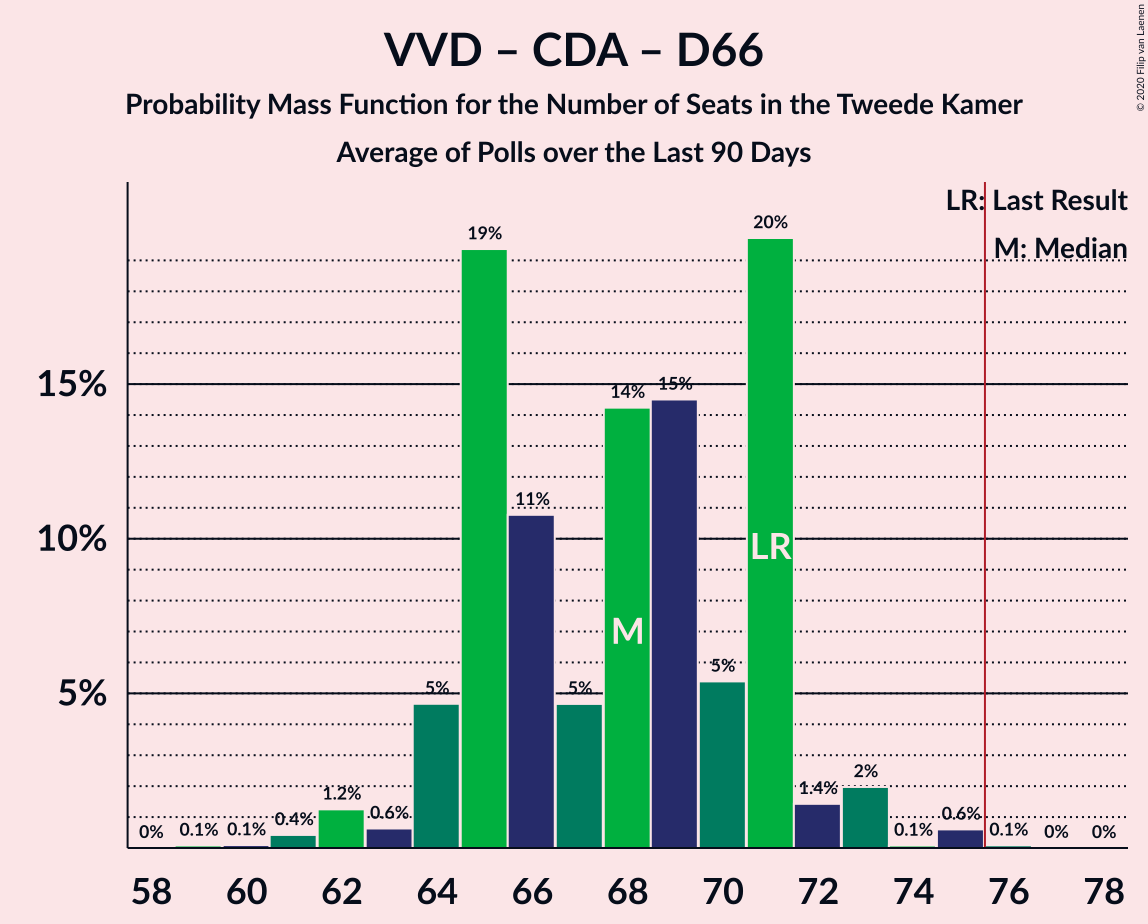 VVD – CDA – D66
Probability Mass Function for the Number of Seats in the Tweede Kamer
Average of Polls over the Last 90 Days
© 2020 Filip van Laenen
LR: Last Result
M: Median
15%
10%
5%
0%
0.1%
0.1%
0.4%
1.2%
0.6%
5%
19%
11%
5%
14%
15%
5%
20%
1.4%
2%
0.1%
0.6%
0.1%
0%
0%
M
LR
58 60 62 64 66 68 70 72 74 76 78